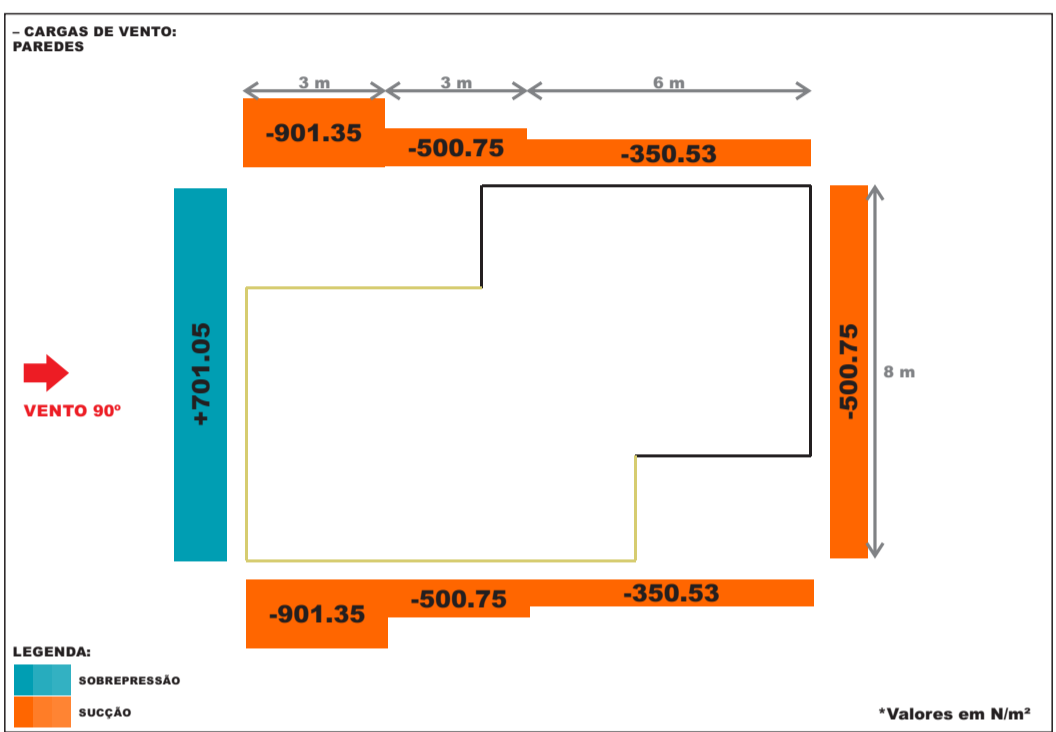 – CARGAS DE VENTO:
PAREDES
3 m
3 m
6 m
-901.35
-500.75
-350.53
+701.05
-500.75
8 m
VENTO 90º
-901.35
-500.75
-350.53
LEGENDA:
SOBREPRESSÃO
SUCÇÃO
*Valores em N/m²